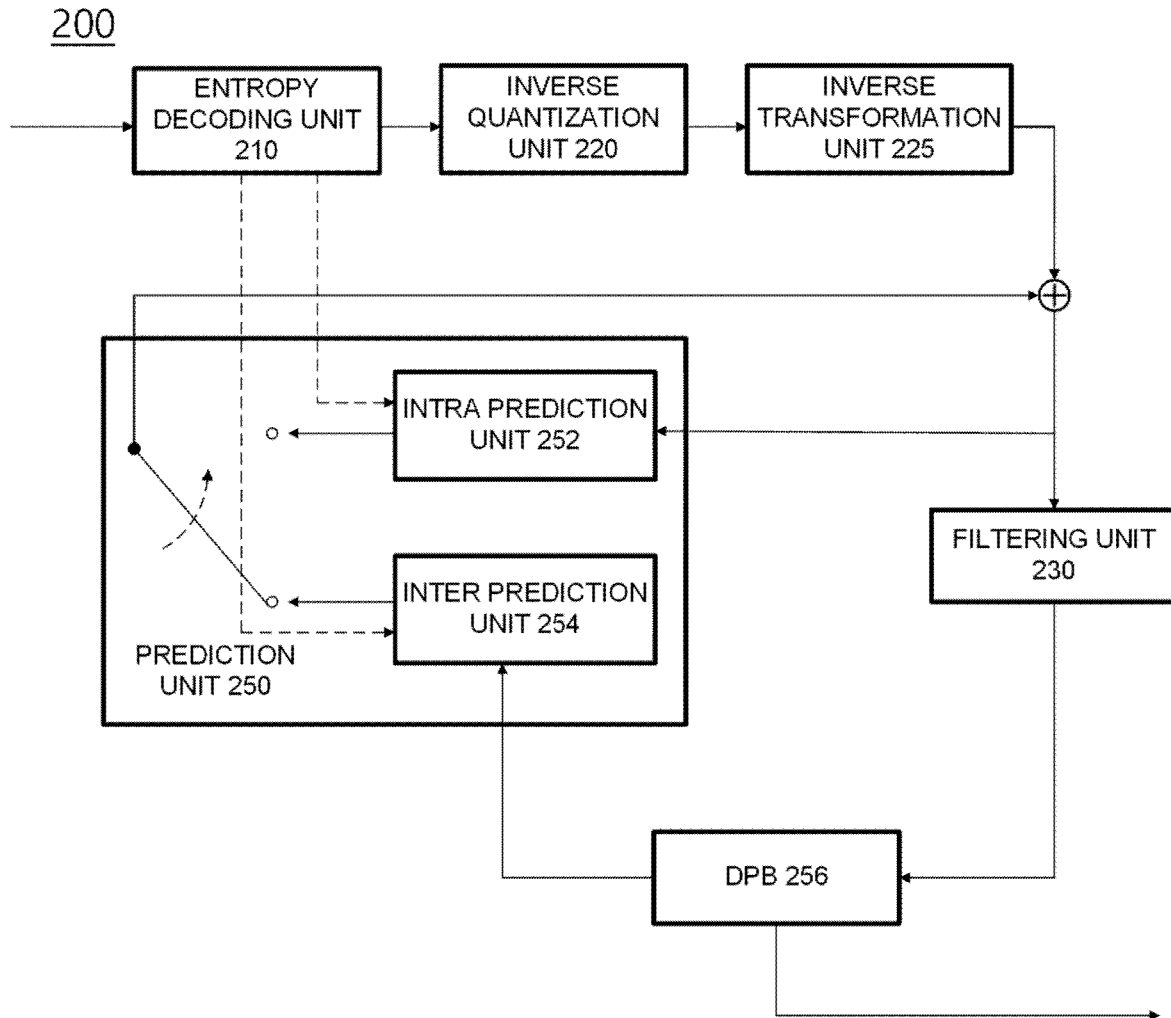 200
ENTROPY
DECODING UNIT
210
INVERSE
QUANTIZATION
UNIT 220
INVERSE
TRANSFORMATION
UNIT 225
INTRA PREDICTION
UNIT 252
FILTERING UNIT
230
INTER PREDICTION
UNIT 254
PREDICTION
UNIT 250
DPB 256